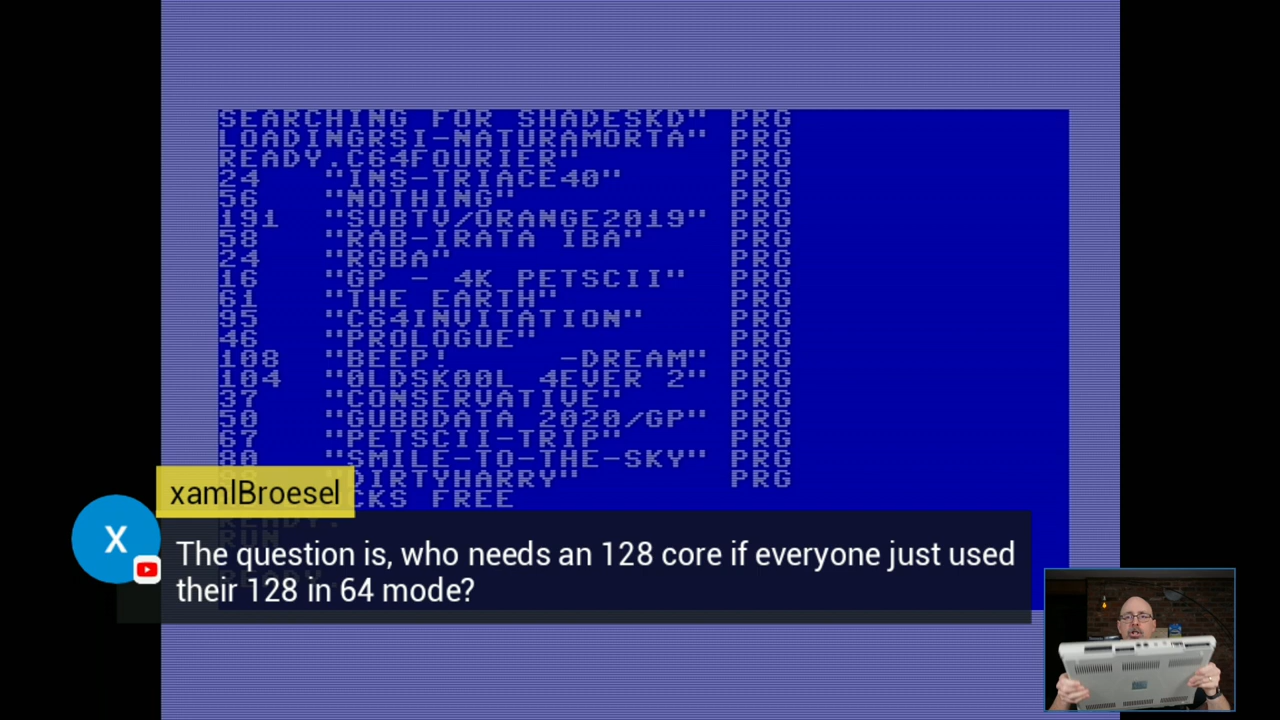 SEARCHING FOR SHADESKD" PRG
LOADINGRSI-NATURAMORTA" PRG
READY.C64FOURIER" PRG
24 "INS-TRIACE40" PRG
56 "NOTHING" PRG
191 "SUBTV/ORANGE2019" PRG
58 "RAB-IRATA IBA" PRG
24 "RGBA" PRG
16 "GP - 4K PETSCII" PRG
61 "THE EARTH" PRG
95 "C64INVITATION" PRG
46 "PROLOGUE" PRG
108 "BEEP! -DREAM" PRG
104 "0LDSK00L 4EVER 2" PRG
37 "CONSERVATIVE" PRG
50 "GUBBDATA 2020/GP" PRG
67 "PETSCII-TRIP" PRG
80 "SMILE-TO-THE-SKY" PRG
DIRTYHARRY" PRG
CKS FREE
READY.
RUN
xamlBroesel
X
The question is, who needs an 128 core if everyone just used
their 128 in 64 mode?